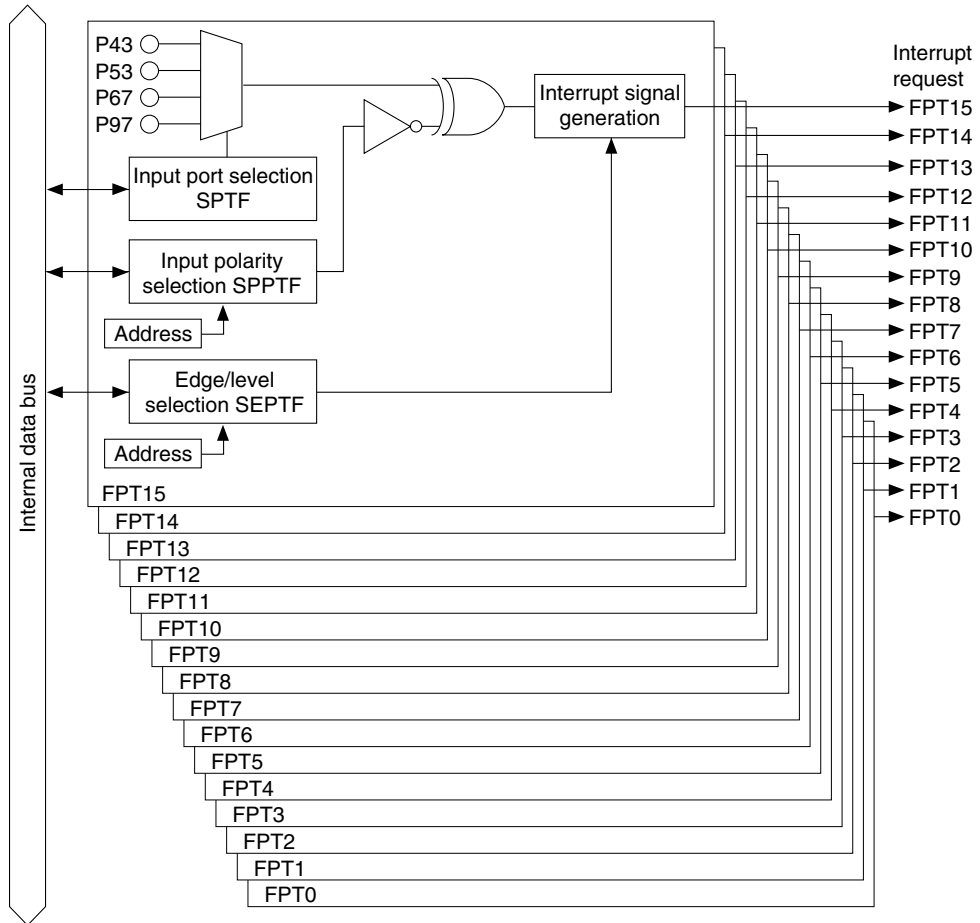 P43
P53
P67
P97
Input port selection
SPTF
Input polarity
selection SPPTF
Address
Edge/level
selection SEPTF
Address
Interrupt signal
generation
Internal data bus
Interrupt
request
FPT15
FPT14
FPT13
FPT12
FPT11
FPT10
FPT9
FPT8
FPT7
FPT6
FPT5
FPT4
FPT3
FPT2
FPT1
FPT0
FPT15
FPT14
FPT13
FPT12
FPT11
FPT10
FPT9
FPT8
FPT7
FPT6
FPT5
FPT4
FPT3
FPT2
FPT1
FPT0